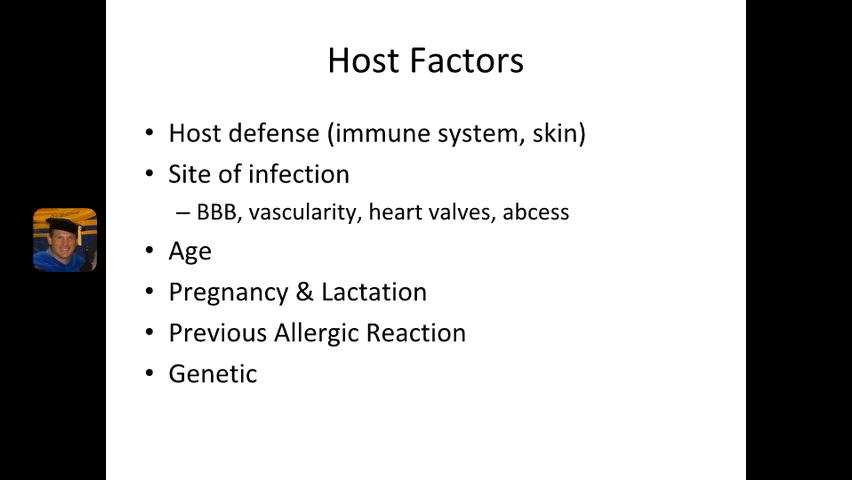 Host Factors
• Host defense (immune system, skin)
• Site of infection
– BBB, vascularity, heart valves, abcess
• Age
• Pregnancy & Lactation
• Previous Allergic Reaction
• Genetic